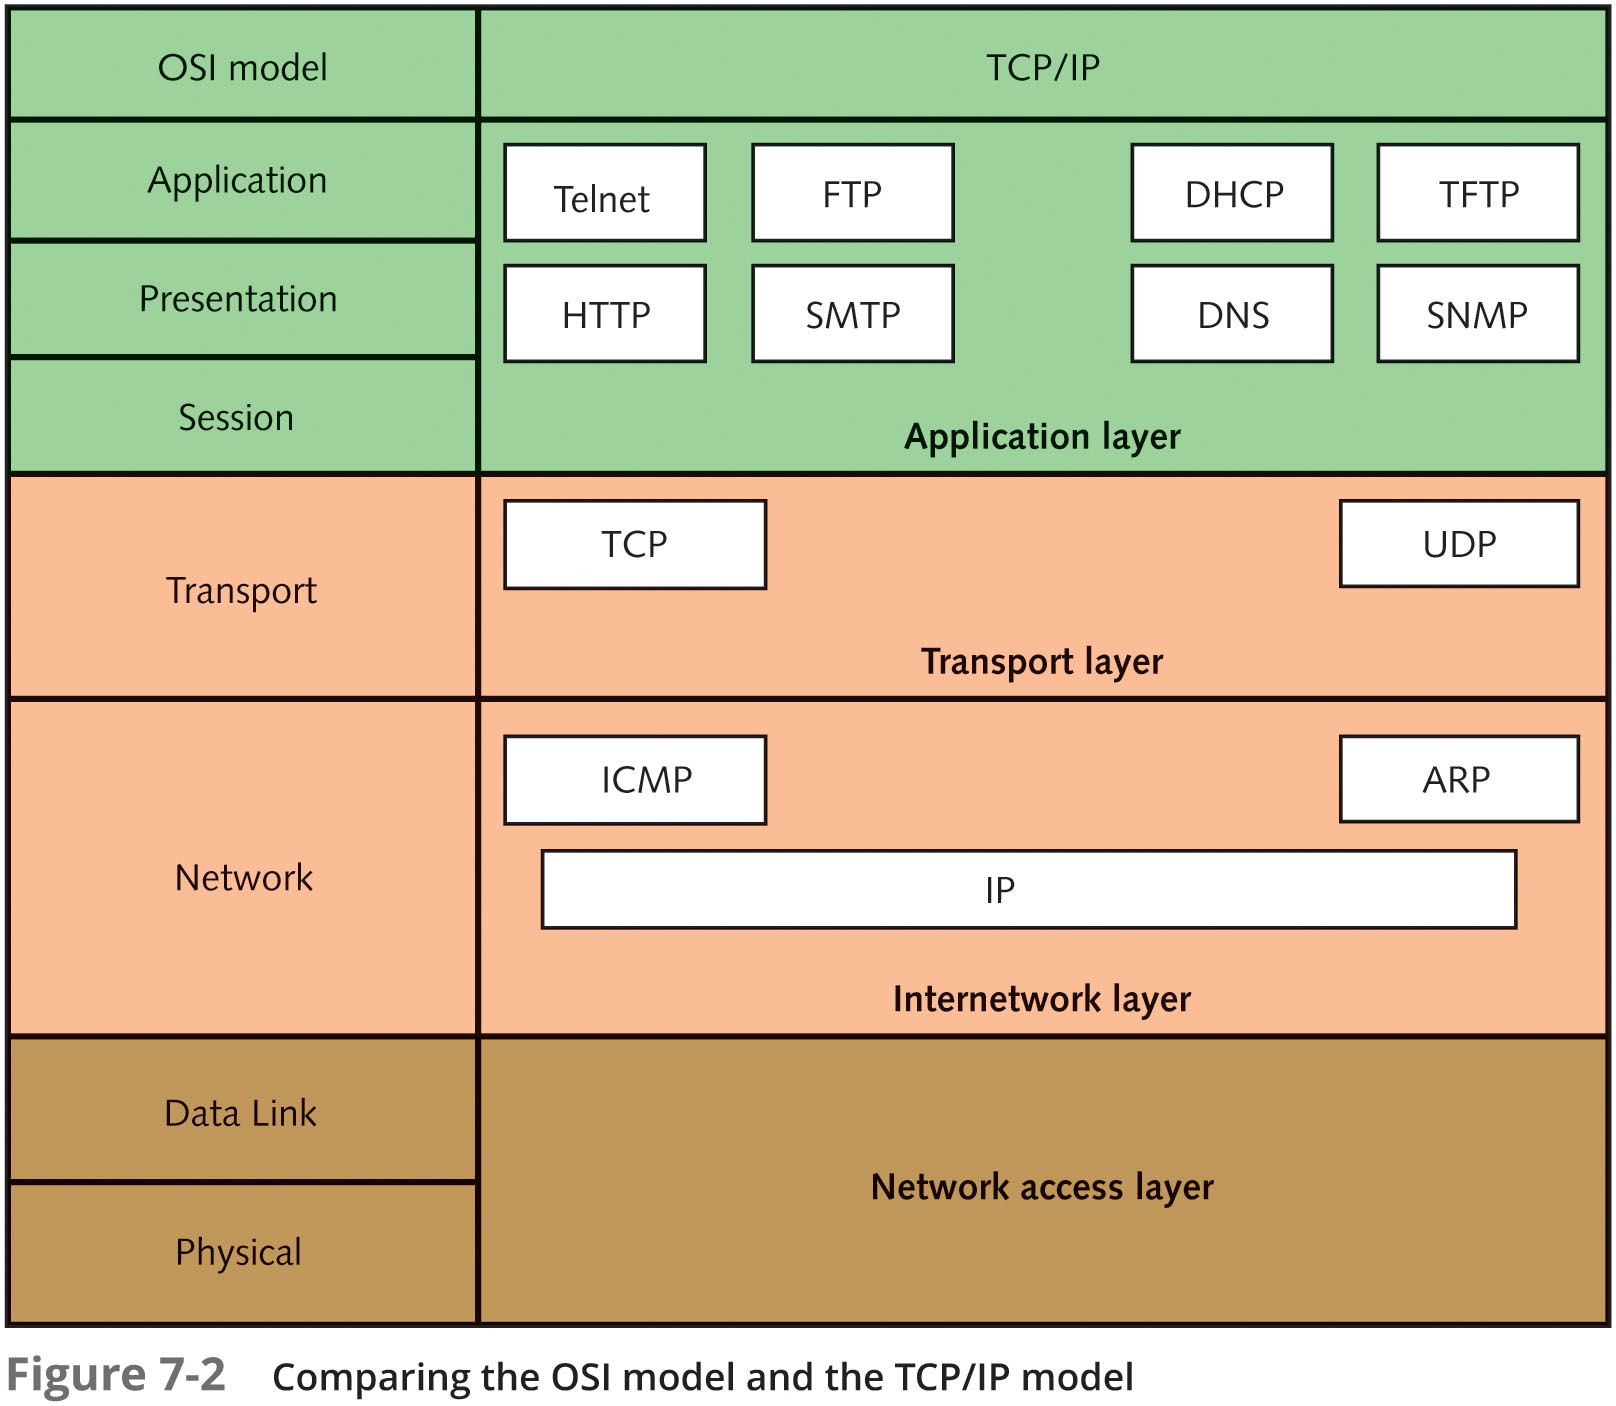 OSI model
TCP/IP
Application
Telnet
FTP
DHCP
TFTP
Presentation
HTTP
SMTP
DNS
SNMP
Session
Application layer
Transport
TCP
UDP
Transport layer
Network
ICMP
ARP
IP
Internetwork layer
Data Link
Physical
Network access layer
Figure 7-2 Comparing the OSI model and the TCP/IP model